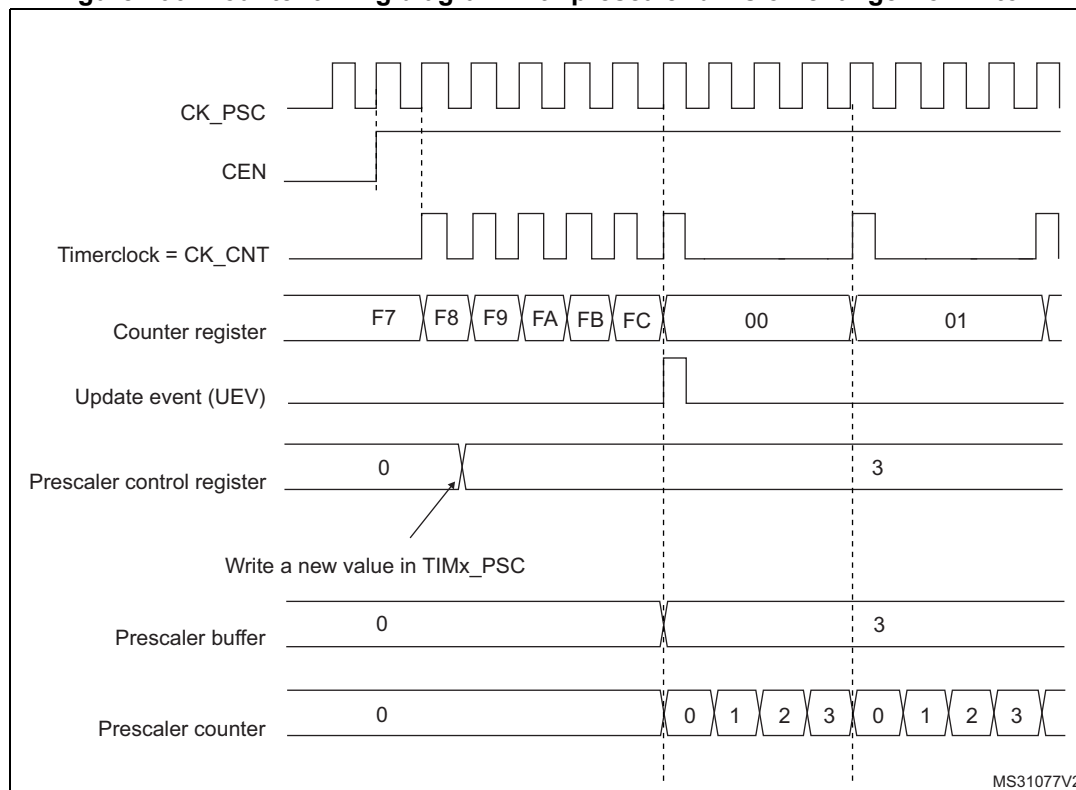 CK_PSC
CEN
Timerclock = CK_CNT
Counter register F7 F8 F9 FA FB FC 00 01
Update event (UEV)
Prescaler control register 0 3
Write a new value in TIMx_PSC
Prescaler buffer 0 3
Prescaler counter 0 0 1 2 3 0 1 2 3
MS31077V2